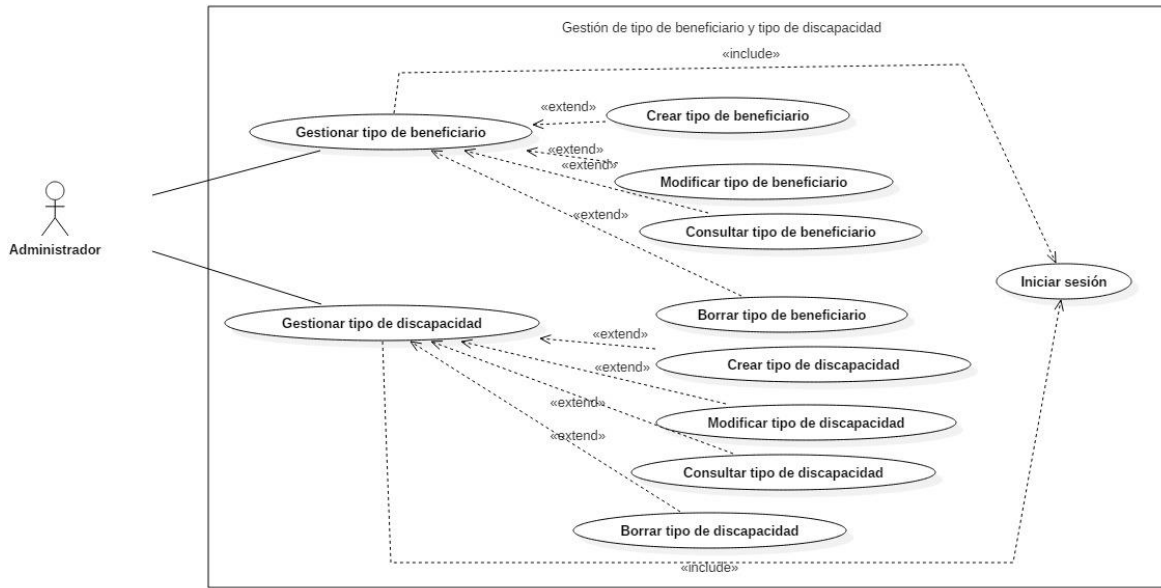 Gestión de tipo de beneficiario y tipo de discapacidad
«include»
«extend»
Crear tipo de beneficiario
Gestionar tipo de beneficiario
«extend»
«extend»
Modificar tipo de beneficiario
«extend»
Consultar tipo de beneficiario
Administrador
Iniciar sesión
Borrar tipo de beneficiario
Gestionar tipo de discapacidad
«extend»
Crear tipo de discapacidad
«extend»
«extend»
Modificar tipo de discapacidad
«extend»
Consultar tipo de discapacidad
Borrar tipo de discapacidad
«include»